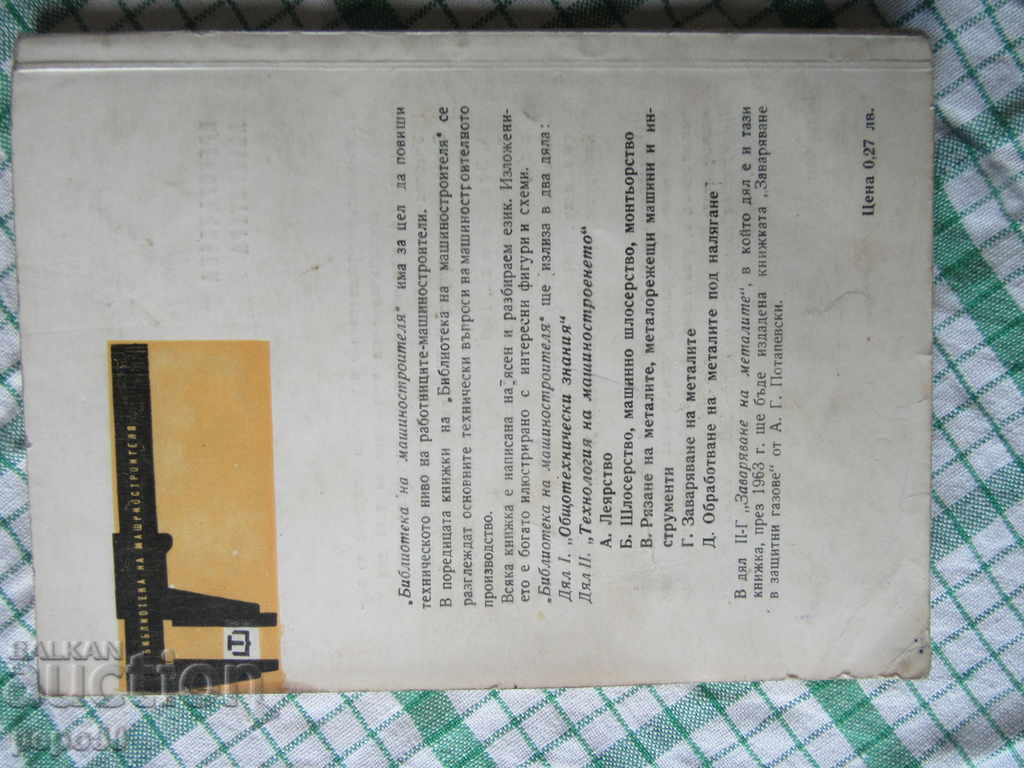 БИБЛИОТЕКА НА МАШИНОСТРОИТЕЛЯ
„Библиотека на машиностроителя“ има за цел да повиши
техническото ниво на работниците-машиностроители.
В поредицата книжки на „Библиотека на машиностроителя“ се
разглеждат основните технически въпроси на машиностроителното
производство.
Всяка книжка е написана на ясен и разбираем език. Изложени-
ето е богато илюстрирано с интересни фигури и схеми.
„Библиотека на машиностроителя“ ще излиза в два дяла:
Дял I. „Общотехнически знания“
Дял II. „Технология на машиностроенето“
А. Леярство
Б. Шлосерство, машинно шлосерство, монтьорство
В. Рязане на металите, металорежещи машини и ин-
струменти
Г. Заваряване на металите
Д. Обработване на металите под налягане
В дял II-Г „Заваряване на металите“, в който дял е и тази
книжка, през 1963 г. ще бъде издадена книжката „Заваряване
в защитни газове“ от А. Г. Потапевски.
Цена 0,27 лв.
BALKAN
auction